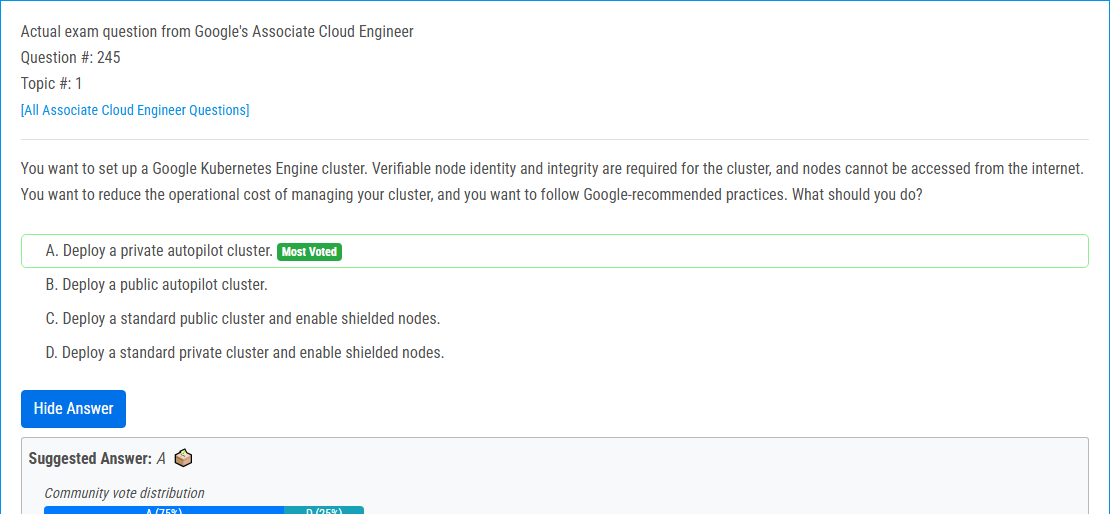 Actual exam question from Google's Associate Cloud Engineer
Question #: 245
Topic #: 1
[All Associate Cloud Engineer Questions]
You want to set up a Google Kubernetes Engine cluster. Verifiable node identity and integrity are required for the cluster, and nodes cannot be accessed from the internet.
You want to reduce the operational cost of managing your cluster, and you want to follow Google-recommended practices. What should you do?
A. Deploy a private autopilot cluster. Most Voted
B. Deploy a public autopilot cluster.
C. Deploy a standard public cluster and enable shielded nodes.
D. Deploy a standard private cluster and enable shielded nodes.
Hide Answer
Suggested Answer: A
Community vote distribution
A (75%) D (25%)